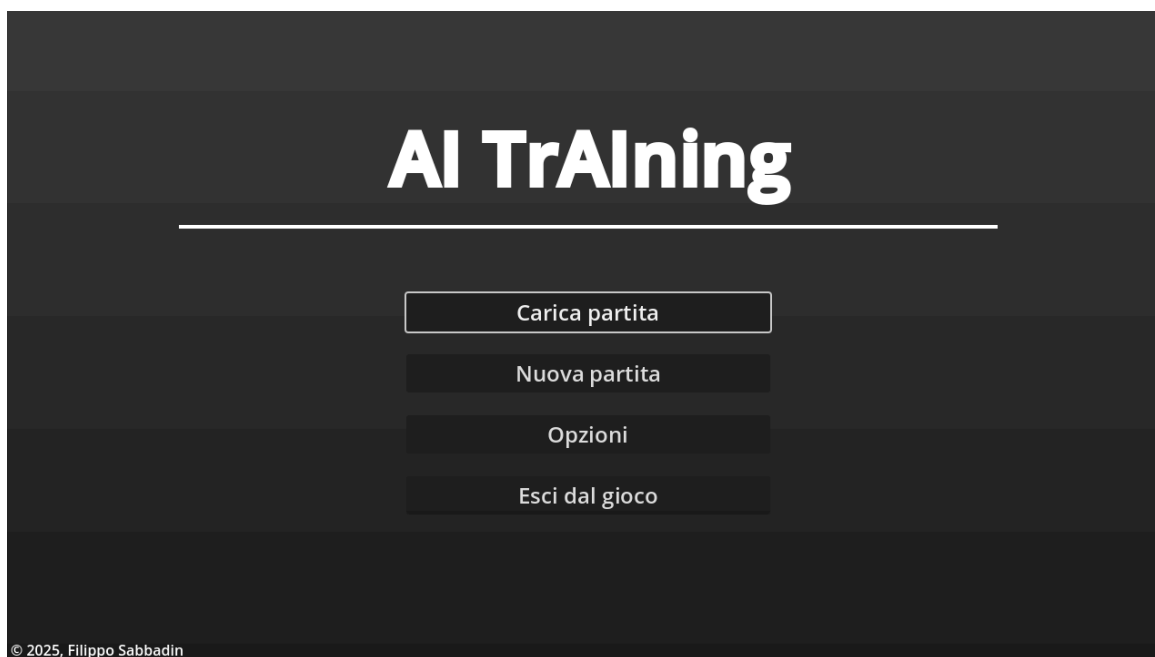 AI TrAIning
Carica partita
Nuova partita
Opzioni
Esci dal gioco
© 2025, Filippo Sabbadin